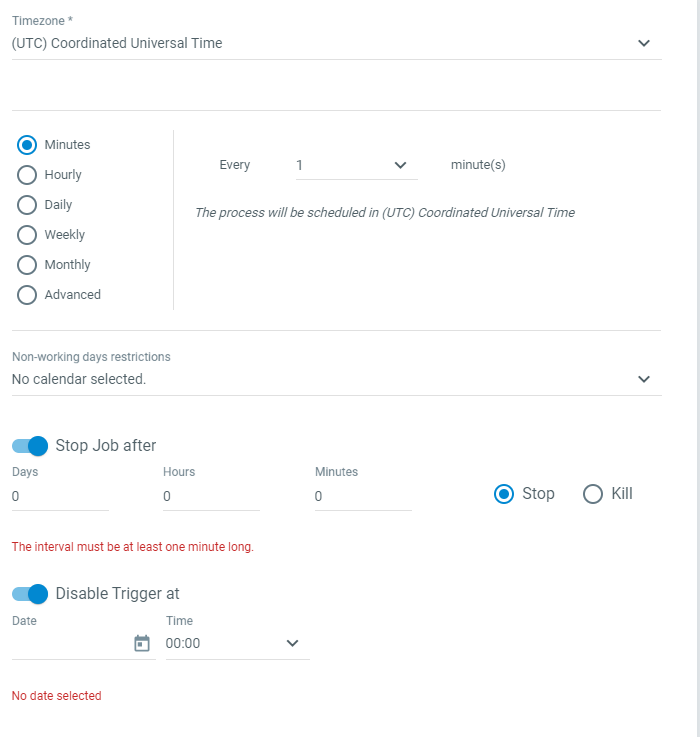 Timezone *
(UTC) Coordinated Universal Time
Minutes
Hourly
Daily
Weekly
Monthly
Advanced
Every 1 minute(s)
The process will be scheduled in (UTC) Coordinated Universal Time
Non-working days restrictions
No calendar selected.
Stop Job after
Days Hours Minutes
0 0 0 Stop Kill
The interval must be at least one minute long.
Disable Trigger at
Date Time
00:00
No date selected